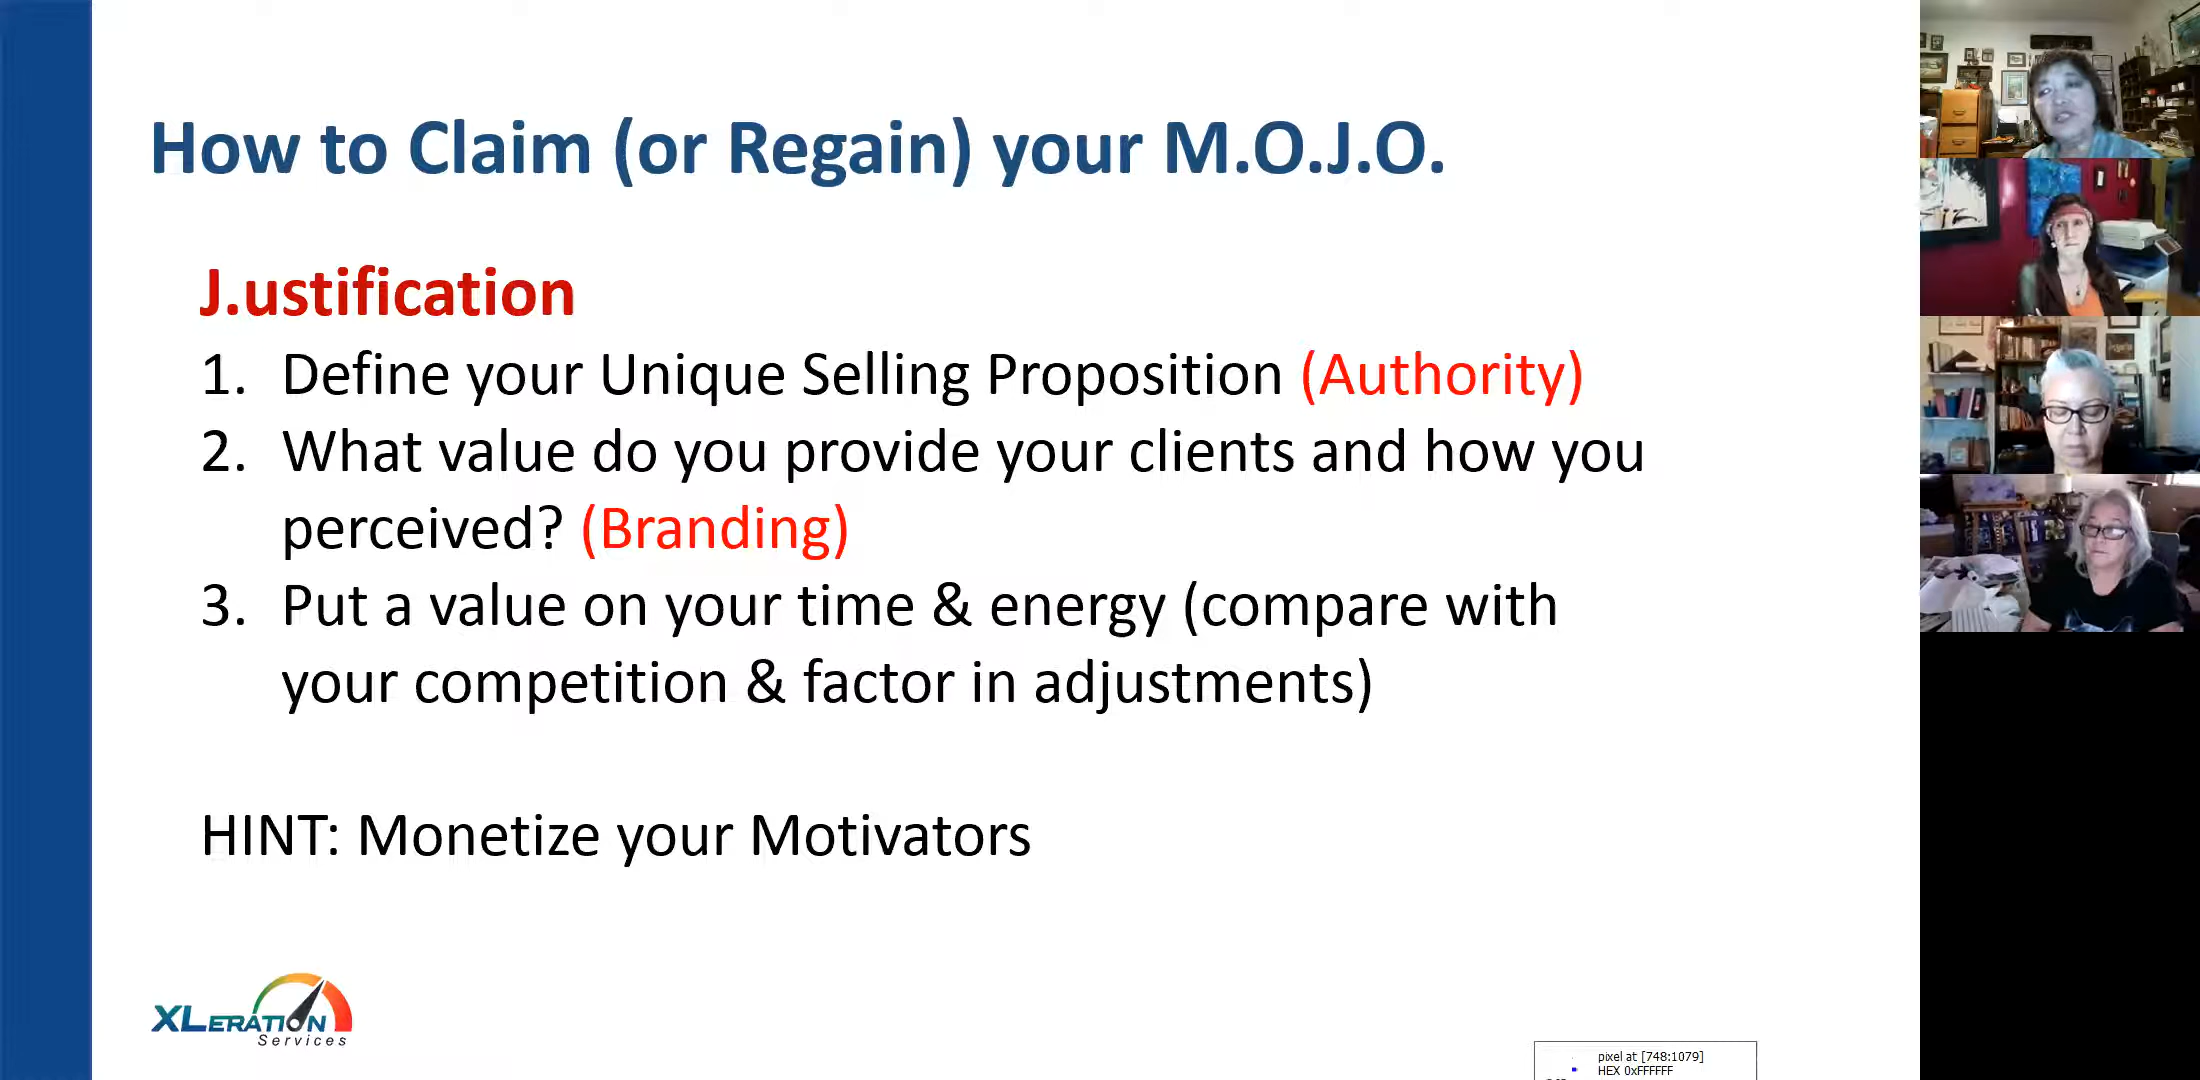 How to Claim (or Regain) your M.O.J.O.
J.ustification
1. Define your Unique Selling Proposition (Authority)
2. What value do you provide your clients and how you
perceived? (Branding)
3. Put a value on your time & energy (compare with
your competition & factor in adjustments)
HINT: Monetize your Motivators
XLERATION
Services
pixel at [748:1079]
HEX 0xFFFFFF